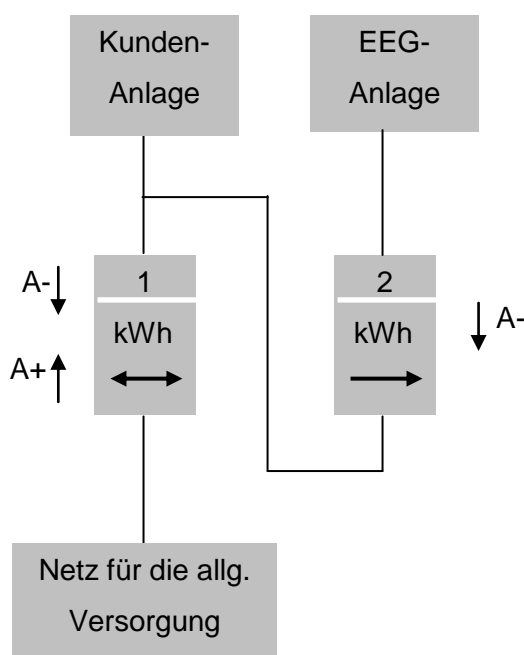 Kunden-
Anlage
EEG-
Anlage
A-
1
kWh
A+
2
kWh
A-
Netz für die allg.
Versorgung